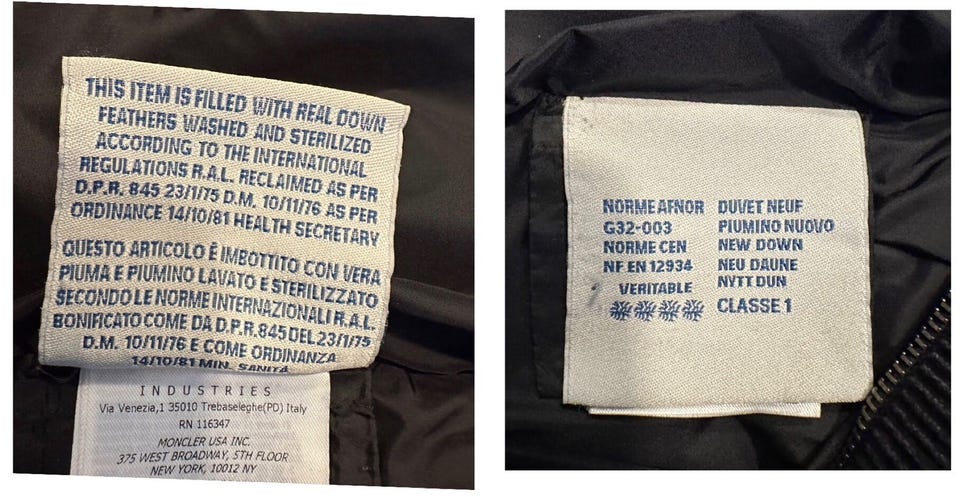 THIS ITEM IS FILLED WITH REAL DOWN
FEATHERS WASHED AND STERILIZED
ACCORDING TO THE INTERNATIONAL
REGULATIONS R.A.L. RECLAIMED AS PER
D.P.R. 845 23/1/75 D.M. 10/11/76 AS PER
ORDINANCE 14/10/81 HEALTH SECRETARY
QUESTO ARTICOLO È IMBOTTITO CON VERA
PIUMA E PIUMINO LAVATO E STERILIZZATO
SECONDO LE NORME INTERNAZIONALI R.A.L.
BONIFICATO COME DA D.P.R. 845 DEL 23/1/75
D.M. 10/11/76 E COME ORDINANZA
14/10/81 MIN. SANITÀ
INDUSTRIES
Via Venezia,1 35010 Trebaseleghe(PD) Italy
RN 116347
MONCLER USA INC.
375 WEST BROADWAY, 5TH FLOOR
NEW YORK, 10012 NY
NORME AFNOR DUVET NEUF
G32-003 PIUMINO NUOVO
NORME CEN NEW DOWN
NF EN 12934 NEU DAUNE
VERITABLE NYTT DUN
CLASSE 1